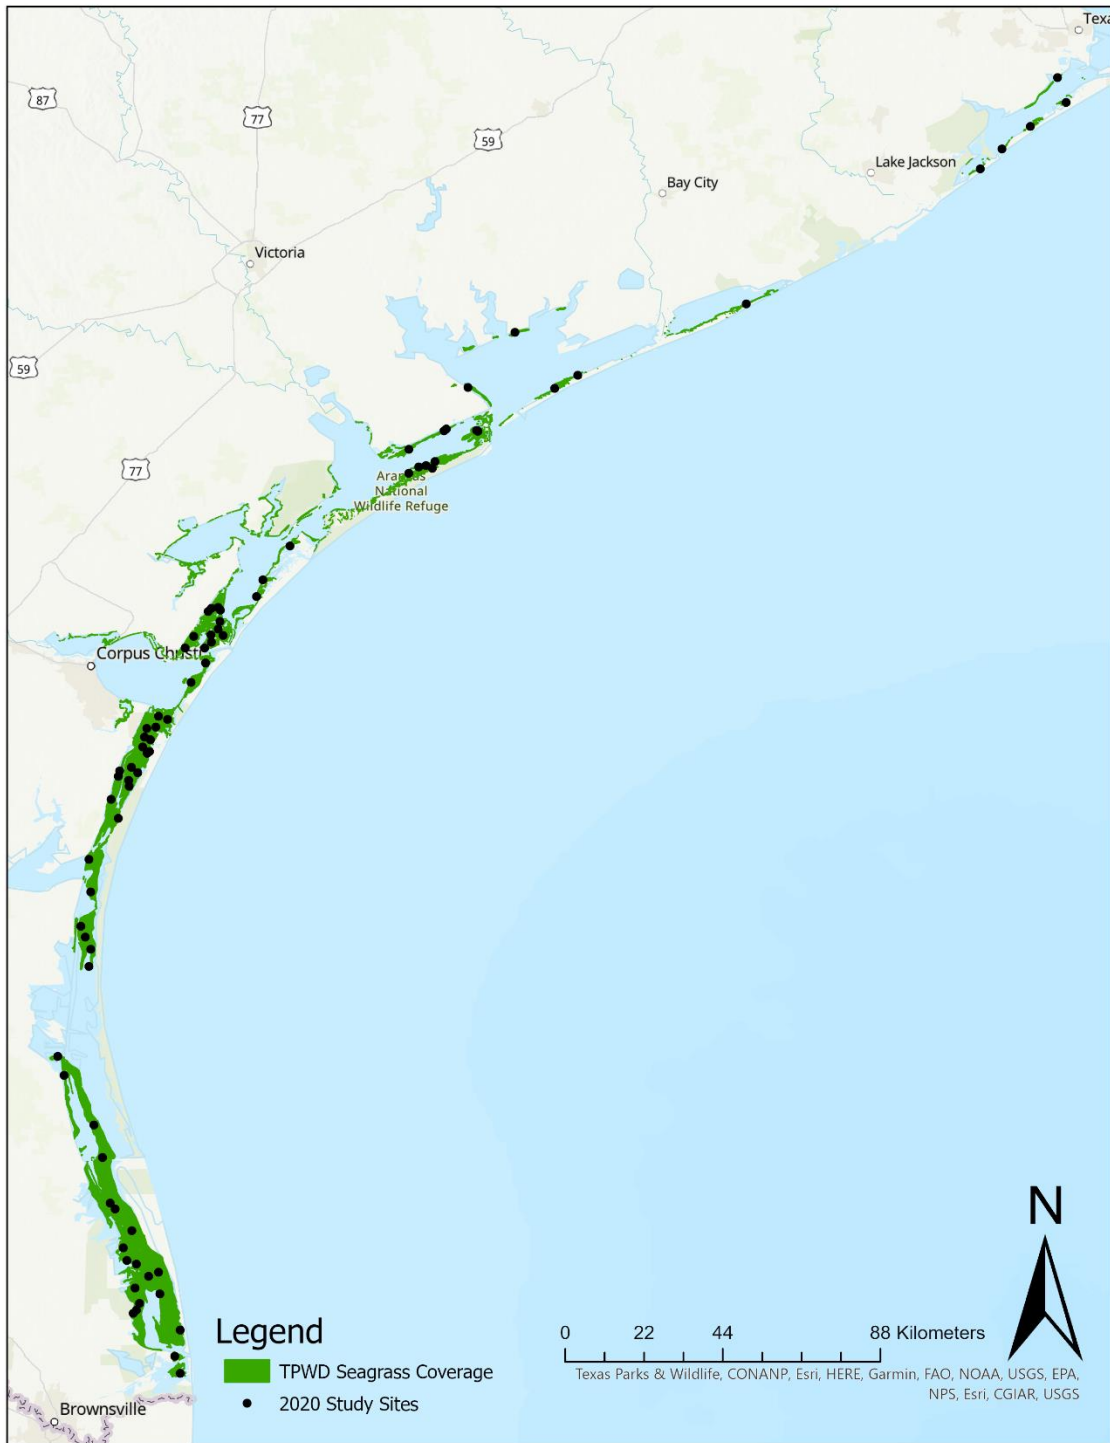 Texa
87
77
59
Lake Jackson
Bay City
Victoria
59
77
Aransas
National
Wildlife Refuge
Corpus Christi
N
Legend
0 22 44 88 Kilometers
TPWD Seagrass Coverage
Texas Parks & Wildlife, CONANP, Esri, HERE, Garmin, FAO, NOAA, USGS, EPA,
NPS, Esri, CGIAR, USGS
2020 Study Sites
Brownsville